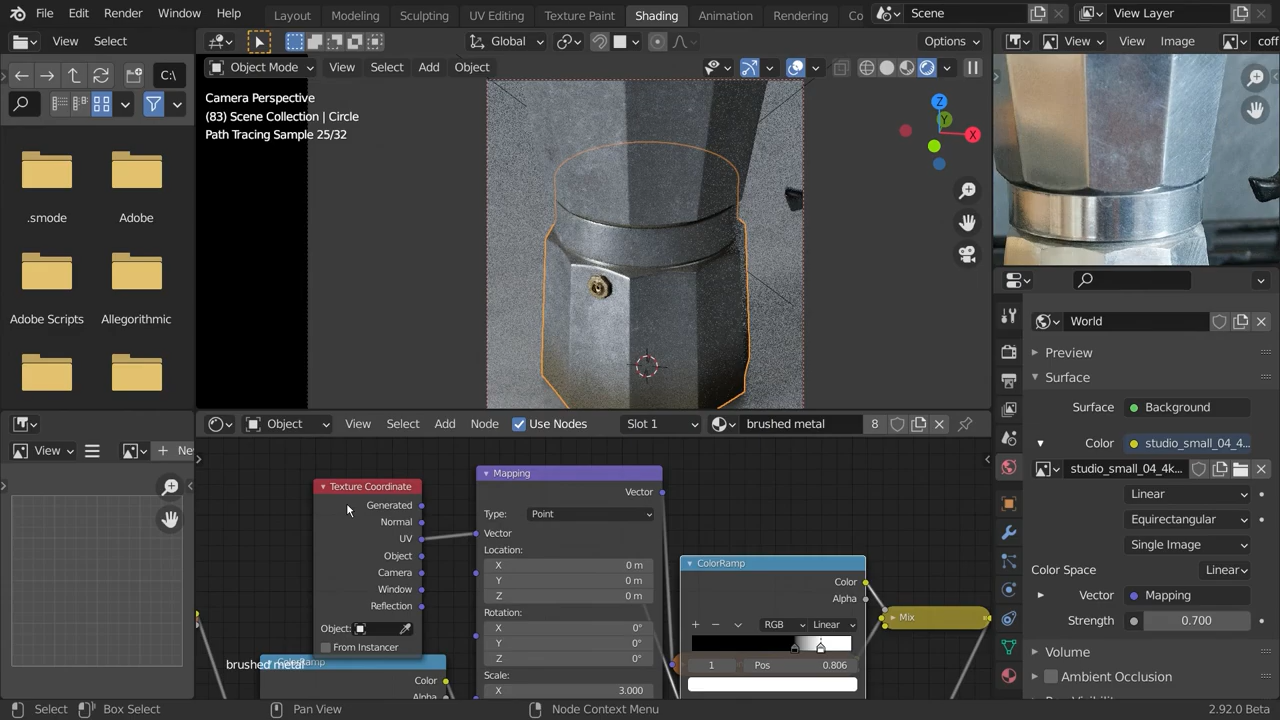 File Edit Render Window Help Layout Modeling Sculpting UV Editing Texture Paint Shading Animation Rendering Co Scene View Layer
View Select Global Options View View Image coff
C:\ Object Mode View Select Add Object
Camera Perspective
(83) Scene Collection | Circle
Path Tracing Sample 25/32
Z
Y
X
.smode Adobe
Adobe Scripts Allegorithmic
World
Preview
Surface
Surface Background
Color studio_small_04_4...
studio_small_04_4k...
Linear
Equirectangular
Single Image
Color Space Linear
Vector Mapping
Strength 0.700
Volume
Ambient Occlusion
Object View Select Add Node Use Nodes Slot 1 brushed metal 8
View Ne
Texture Coordinate
Generated
Normal
UV
Object
Camera
Window
Reflection
Object:
From Instancer
Mapping
Vector
Type: Point
Vector
Location:
X 0 m
Y 0 m
Z 0 m
Rotation:
X 0°
Y 0°
Z 0°
Scale:
X 3.000
ColorRamp
Color
Alpha
RGB Linear
1 Pos 0.806
Mix
ColorRamp
brushed metal
Color
Alpha
Select Box Select Pan View Node Context Menu 2.92.0 Beta